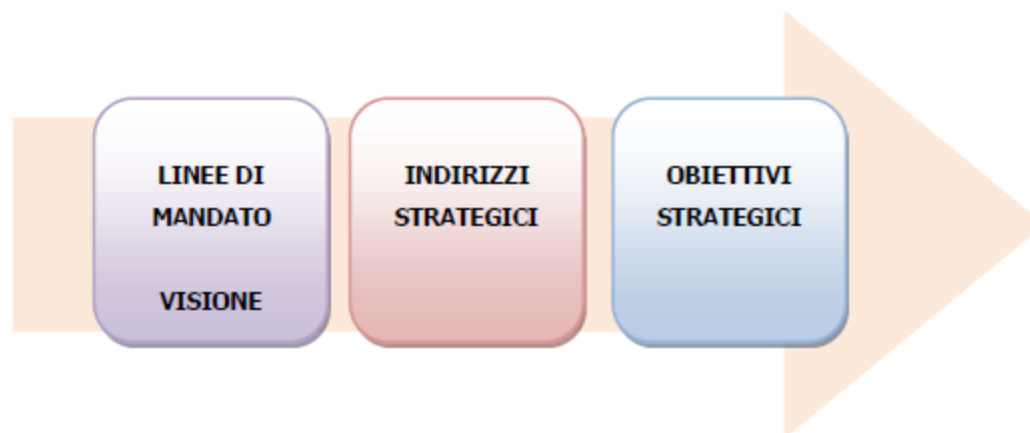 LINEE DI
MANDATO
VISIONE
INDIRIZZI
STRATEGICI
OBIETTIVI
STRATEGICI